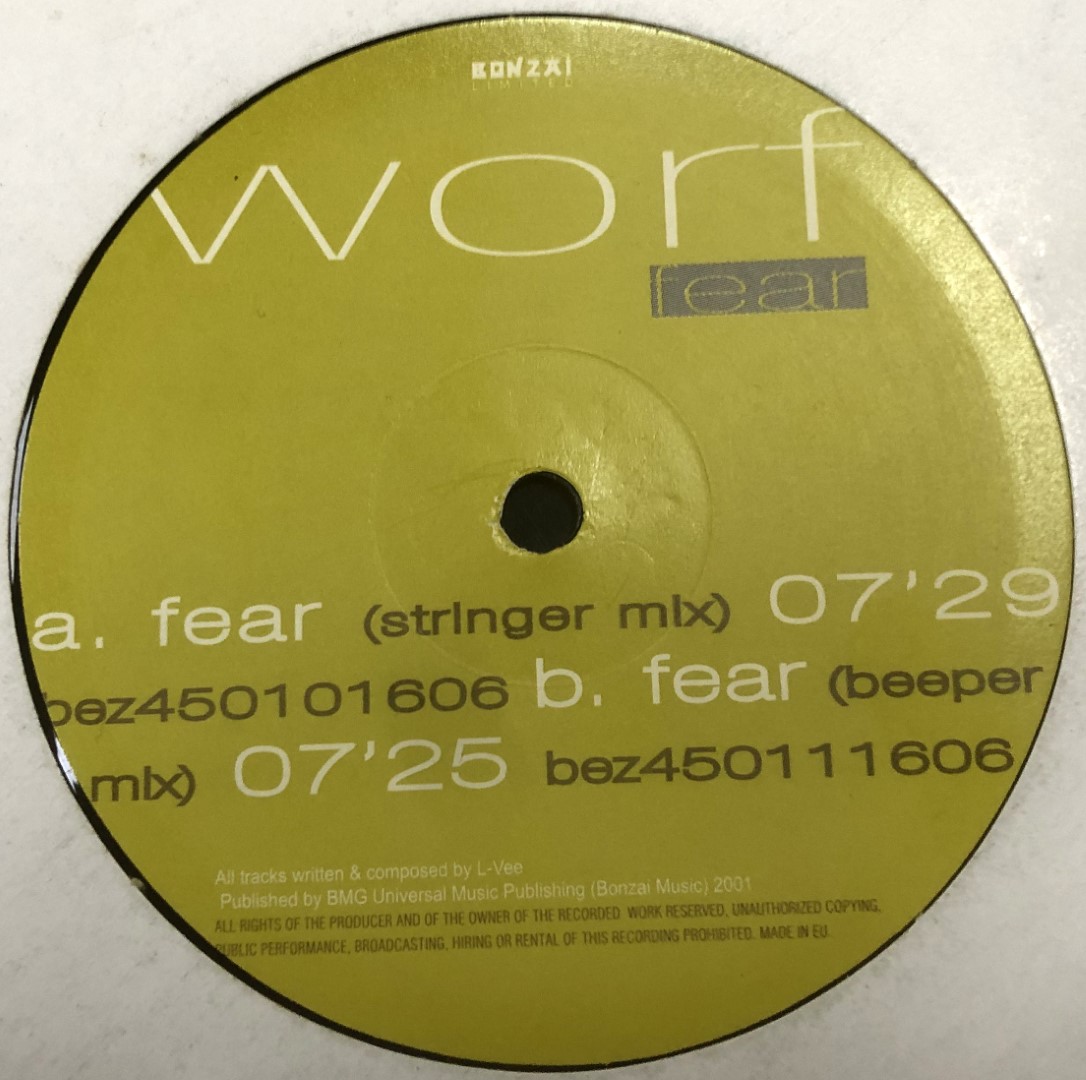 BONZAI
LIMITED
worf
fear
a. fear (stringer mix) 07'29
bez450101606 b. fear (beeper
mix) 07'25 bez450111606
All tracks written & composed by L-Vee
Published by BMG Universal Music Publishing (Bonzai Music) 2001
ALL RIGHTS OF THE PRODUCER AND OF THE OWNER OF THE RECORDED WORK RESERVED. UNAUTHORIZED COPYING,
PUBLIC PERFORMANCE, BROADCASTING, HIRING OR RENTAL OF THIS RECORDING PROHIBITED. MADE IN EU.